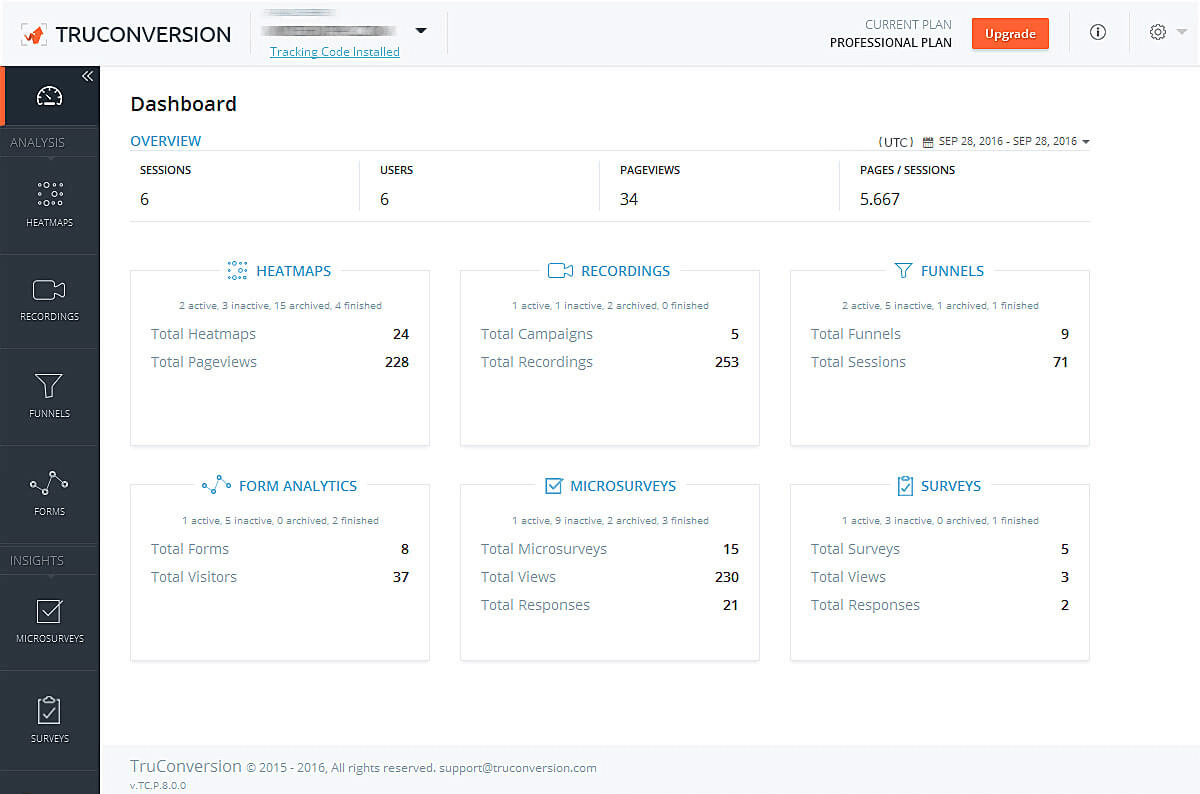 TRUCONVERSION
Tracking Code Installed
CURRENT PLAN
PROFESSIONAL PLAN
Upgrade
ANALYSIS
HEATMAPS
RECORDINGS
FUNNELS
FORMS
INSIGHTS
MICROSURVEYS
SURVEYS
Dashboard
OVERVIEW
(UTC) SEP 28, 2016 - SEP 28, 2016
SESSIONS
6
USERS
6
PAGEVIEWS
34
PAGES / SESSIONS
5.667
HEATMAPS
2 active, 3 inactive, 15 archived, 4 finished
Total Heatmaps 24
Total Pageviews 228
RECORDINGS
1 active, 1 inactive, 2 archived, 0 finished
Total Campaigns 5
Total Recordings 253
FUNNELS
2 active, 5 inactive, 1 archived, 1 finished
Total Funnels 9
Total Sessions 71
FORM ANALYTICS
1 active, 5 inactive, 0 archived, 2 finished
Total Forms 8
Total Visitors 37
MICROSURVEYS
1 active, 9 inactive, 2 archived, 3 finished
Total Microsurveys 15
Total Views 230
Total Responses 21
SURVEYS
1 active, 3 inactive, 0 archived, 1 finished
Total Surveys 5
Total Views 3
Total Responses 2
TruConversion © 2015 - 2016, All rights reserved. support@truconversion.com
v.TC.P.8.0.0